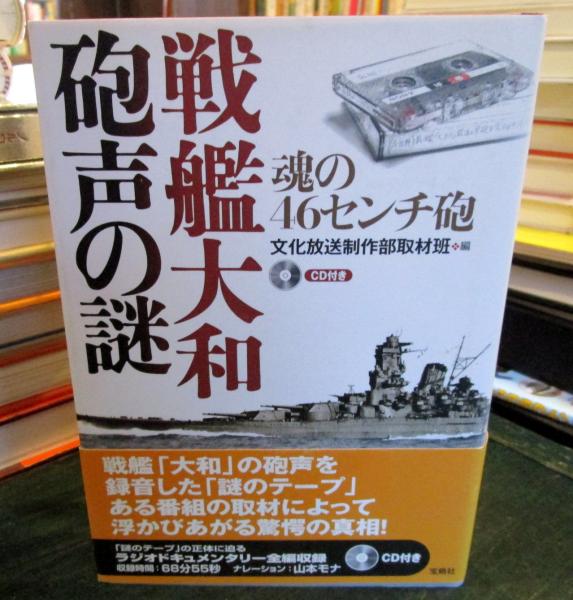 戦艦大和
砲声の謎
魂の
46センチ砲
文化放送制作部取材班 編
CD付き
戦艦「大和」の砲声を
録音した「謎のテープ」
ある番組の取材によって
浮かびあがる驚愕の真相!
「謎のテープ」の正体に迫る
ラジオドキュメンタリー全編収録
収録時間:68分55秒 ナレーション:山本モナ
CD付き
宝島社